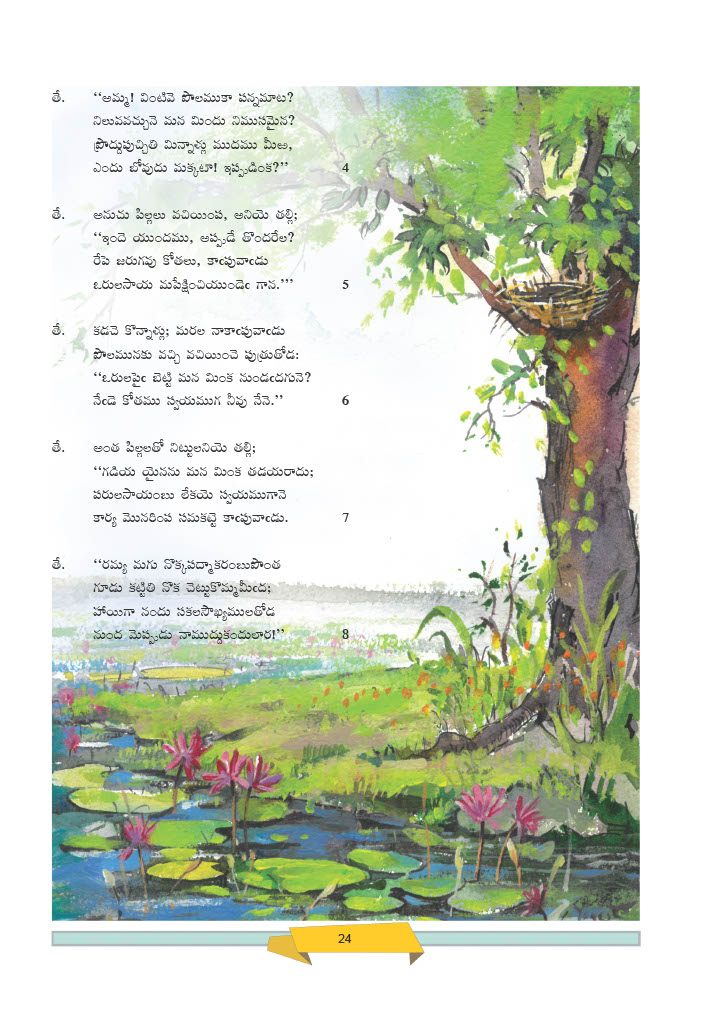 తే. ‘‘అమ్మ! వింటివె పొలముకా పన్నమాట?
నిలువవచ్చునె మన మిందు నిముసమైన?
ప్రొద్దుపుచ్చితి మిన్నాళ్లు ముదము మీఱ,
ఎందు బోవుదు మక్కటా! ఇప్పుడింక?’’ 4
తే. అనుచు పిల్లలు వచియింప, అనియె తల్లి;
‘‘ఇందె యుందము, అప్పుడే తొందరేల?
రేపె జరుగవు కోతలు, కాఁపువాఁడు
ఒరులసాయ మపేక్షించియుండెఁ గాన.’’’ 5
తే. కడచె కొన్నాళ్లు; మరల నాకాఁపువాఁడు
పొలమునకు వచ్చి వచియించె పుత్రుతోడ:
‘‘ఒరులపైఁ బెట్టి మన మింక నుండఁదగునె?
నేఁడె కోతము స్వయముగ నీవు నేనె.’’ 6
తే. అంత పిల్లలతో నిట్టులనియె తల్లి;
‘‘గడియ యైనను మన మింక తడయరాదు;
పరులసాయంబు లేకయె స్వయముగానె
కార్య మొనరింప సమకట్టె కాఁపువాఁడు. 7
తే. ‘‘రమ్య మగు నొక్కపద్మాకరంబుపొంత
గూడు కట్టితి నొక చెట్టుకొమ్మమీఁద;
హాయిగా నందు సకలసౌఖ్యములతోడ
నుంద మెప్పుడు నాముద్దుకందులార!’’ 8
24